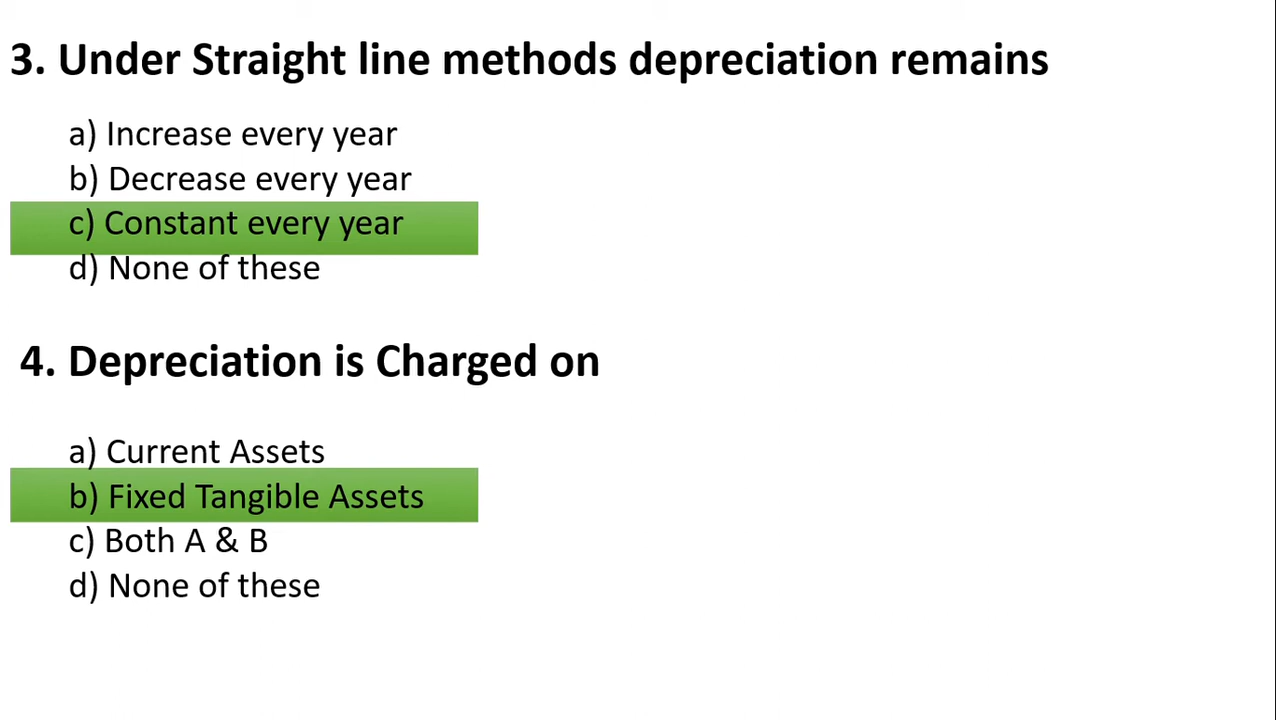 3. Under Straight line methods depreciation remains
a) Increase every year
b) Decrease every year
c) Constant every year
d) None of these
4. Depreciation is Charged on
a) Current Assets
b) Fixed Tangible Assets
c) Both A & B
d) None of these